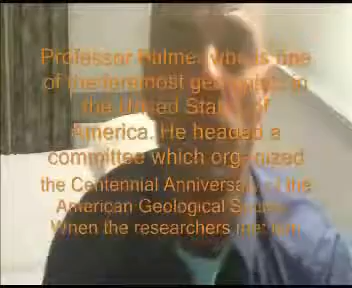 Professor Palmer, who is one
of the foremost geologists in
the United States of
America. He headed a
committee which organized
the Centennial Anniversary of the
American Geological Society.
When the researchers met him